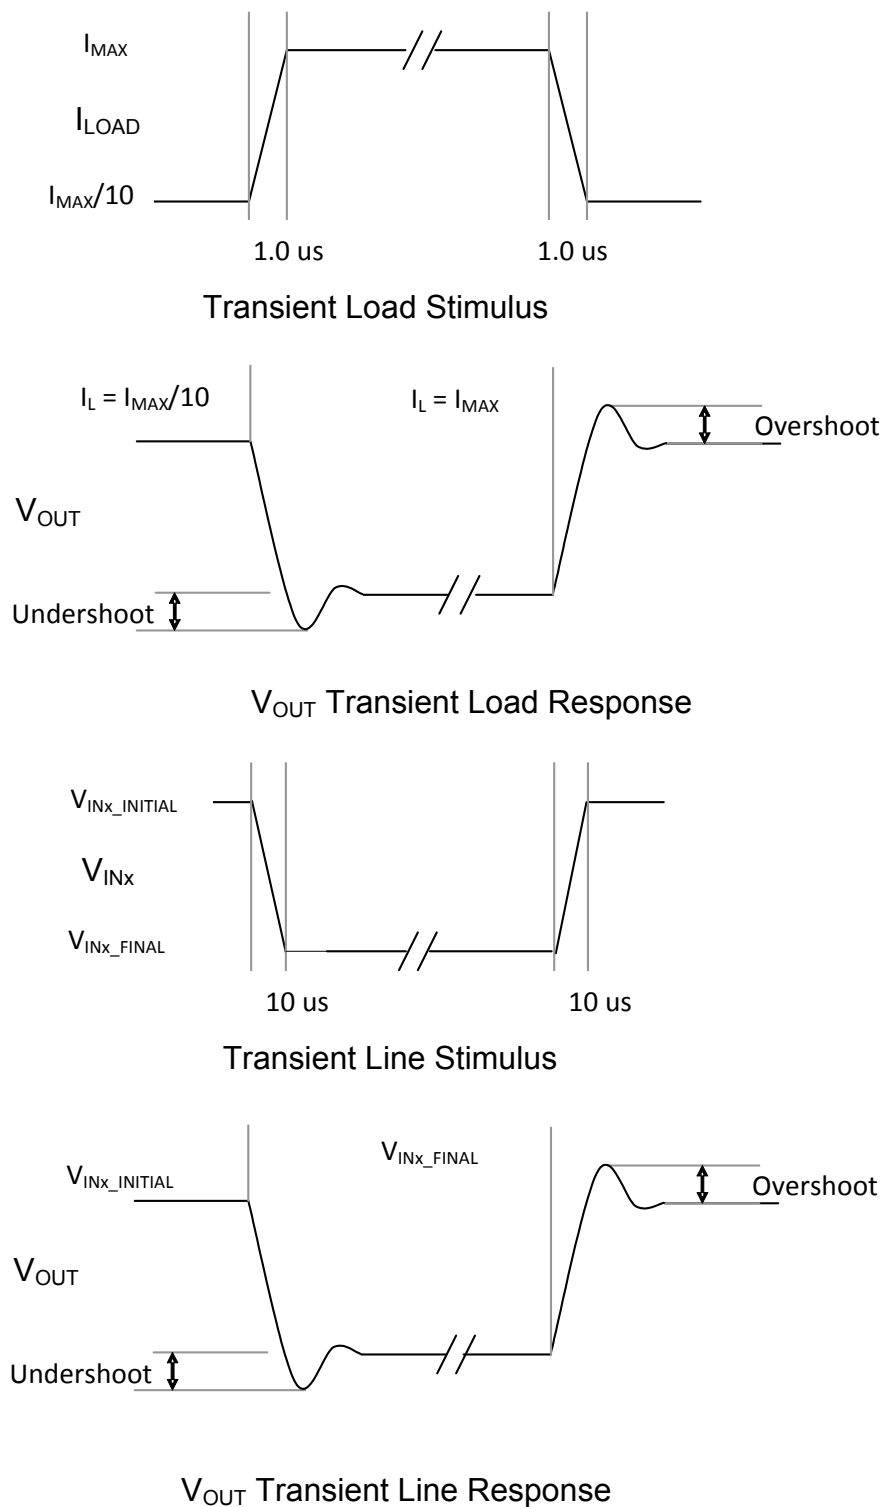 I_MAX
I_LOAD
I_MAX/10
1.0 us 1.0 us
Transient Load Stimulus
I_L = I_MAX/10 I_L = I_MAX
Overshoot
V_OUT
Undershoot
V_OUT Transient Load Response
V_INx_INITIAL
V_INx
V_INx_FINAL
10 us 10 us
Transient Line Stimulus
V_INx_INITIAL V_INx_FINAL
Overshoot
V_OUT
Undershoot
V_OUT Transient Line Response